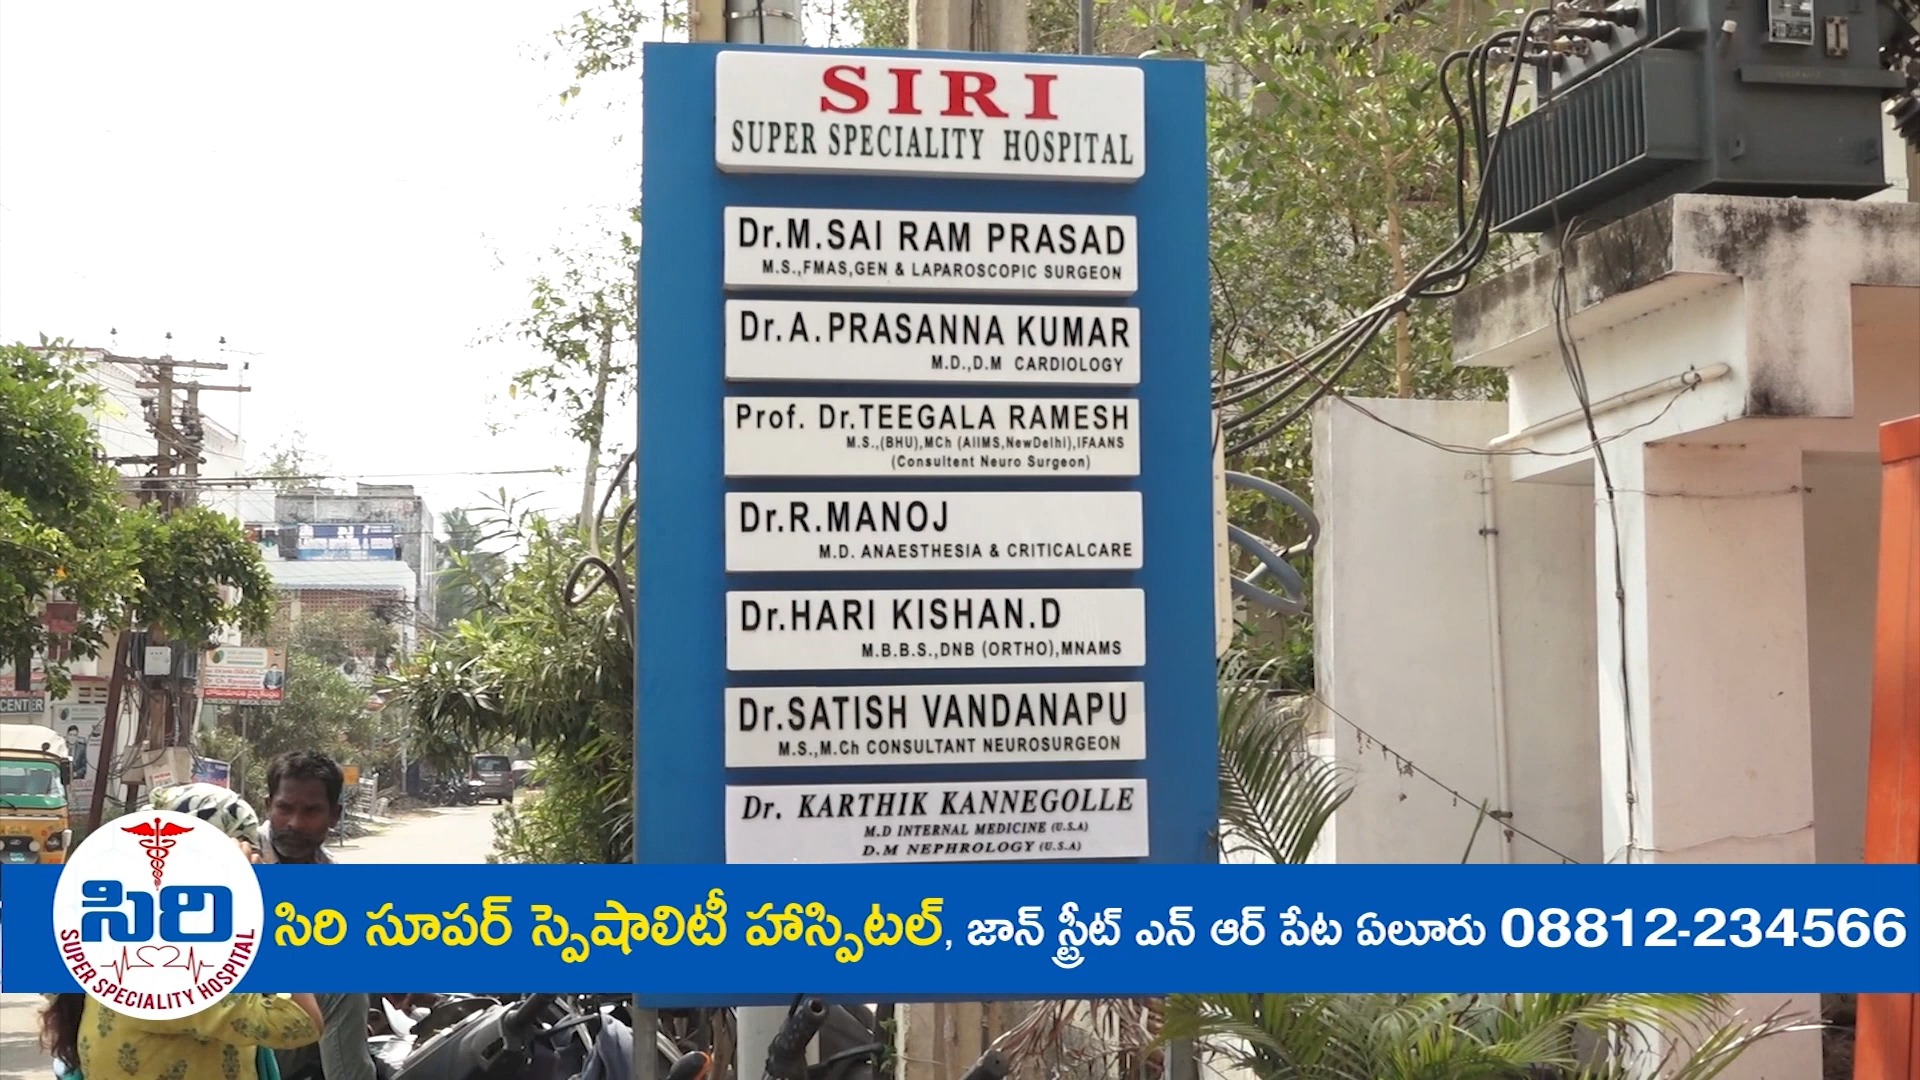 SIRI
SUPER SPECIALITY HOSPITAL
Dr.M.SAI RAM PRASAD
M.S.,FMAS,GEN & LAPAROSCOPIC SURGEON
Dr.A.PRASANNA KUMAR
M.D.,D.M CARDIOLOGY
Prof. Dr.TEEGALA RAMESH
M.S.,(BHU),MCh (AIIMS,NewDelhi),IFAANS
(Consultent Neuro Surgeon)
Dr.R.MANOJ
M.D. ANAESTHESIA & CRITICALCARE
Dr.HARI KISHAN.D
M.B.B.S.,DNB (ORTHO),MNAMS
Dr.SATISH VANDANAPU
M.S.,M.Ch CONSULTANT NEUROSURGEON
Dr. KARTHIK KANNEGOLLE
M.D INTERNAL MEDICINE (U.S.A)
D.M NEPHROLOGY (U.S.A)
CENTER
HOMEOPATHY MEDICAL CENTER
సిరి
SUPER SPECIALITY HOSPITAL
సిరి సూపర్ స్పెషాలిటీ హాస్పిటల్, జాన్ స్ట్రీట్ ఎన్ ఆర్ పేట ఏలూరు 08812-234566